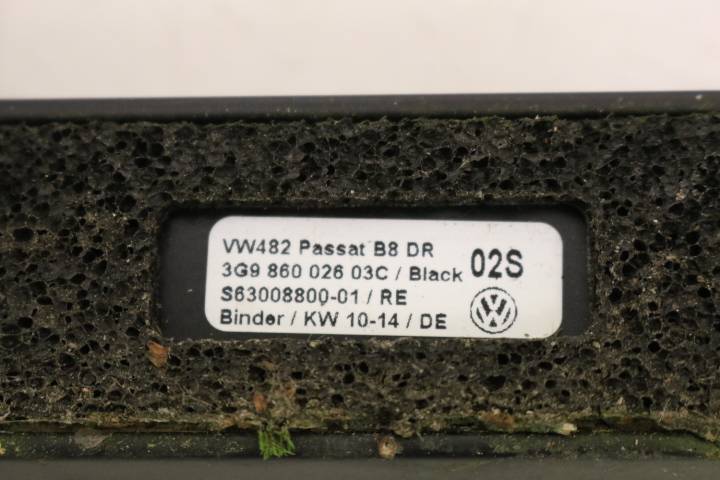 VW482 Passat B8 DR
3G9 860 026 03C / Black 02S
S63008800-01 / RE
Binder / KW 10-14 / DE